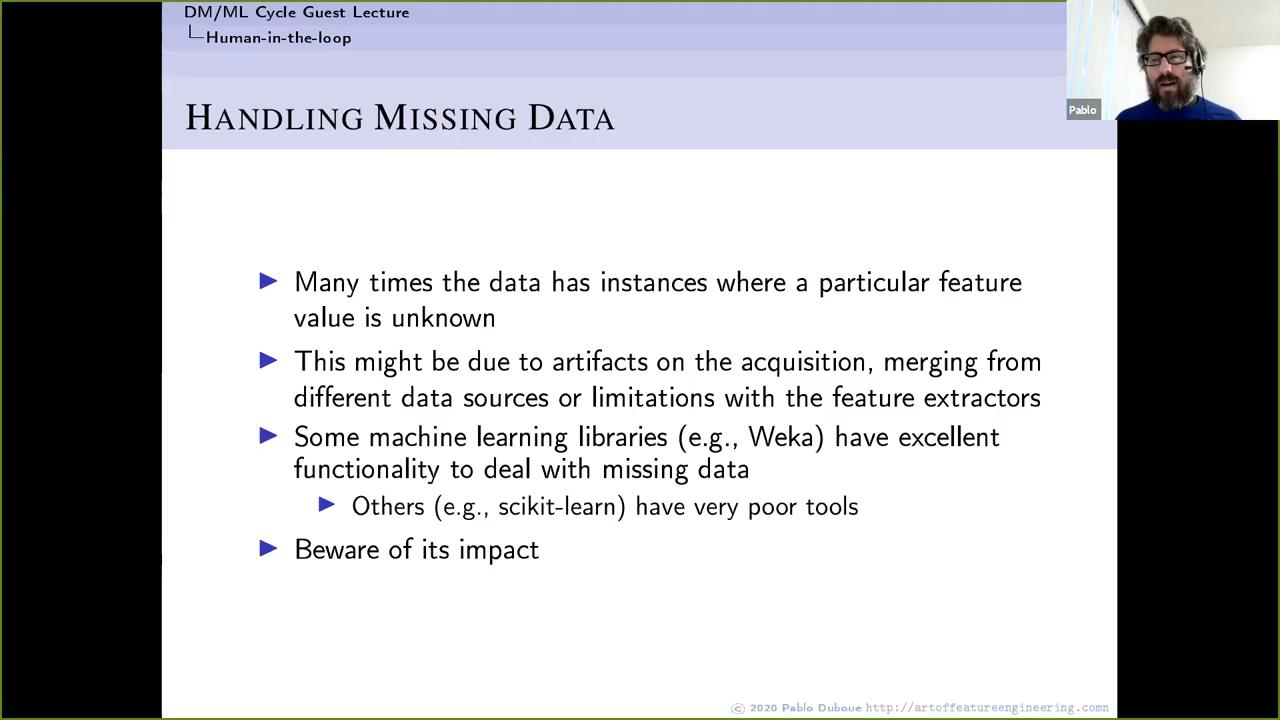 DM/ML Cycle Guest Lecture
Human-in-the-loop
HANDLING MISSING DATA
Pablo
Many times the data has instances where a particular feature
value is unknown
This might be due to artifacts on the acquisition, merging from
different data sources or limitations with the feature extractors
Some machine learning libraries (e.g., Weka) have excellent
functionality to deal with missing data
Others (e.g., scikit-learn) have very poor tools
Beware of its impact
© 2020 Pablo Duboue http://artoffeatureengineering.comn